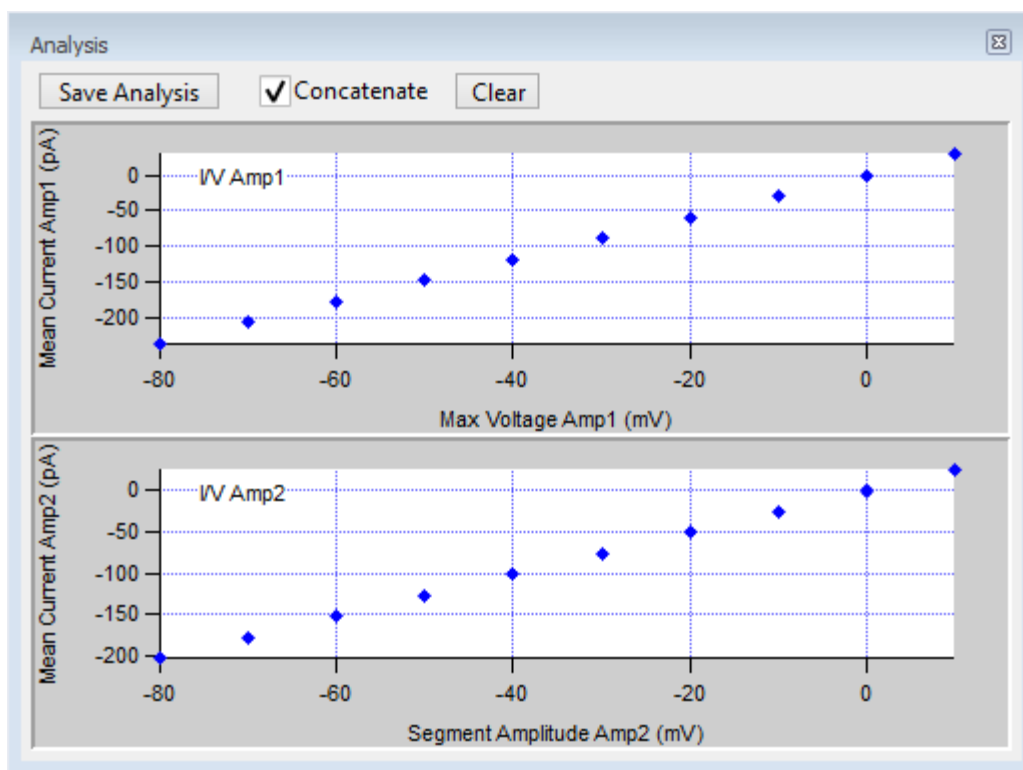 Analysis
Save Analysis
Concatenate
Clear
Mean Current Amp1 (pA)
0
-50
-100
-150
-200
I/V Amp1
-80
-60
-40
-20
0
Max Voltage Amp1 (mV)
Mean Current Amp2 (pA)
0
-50
-100
-150
-200
I/V Amp2
-80
-60
-40
-20
0
Segment Amplitude Amp2 (mV)